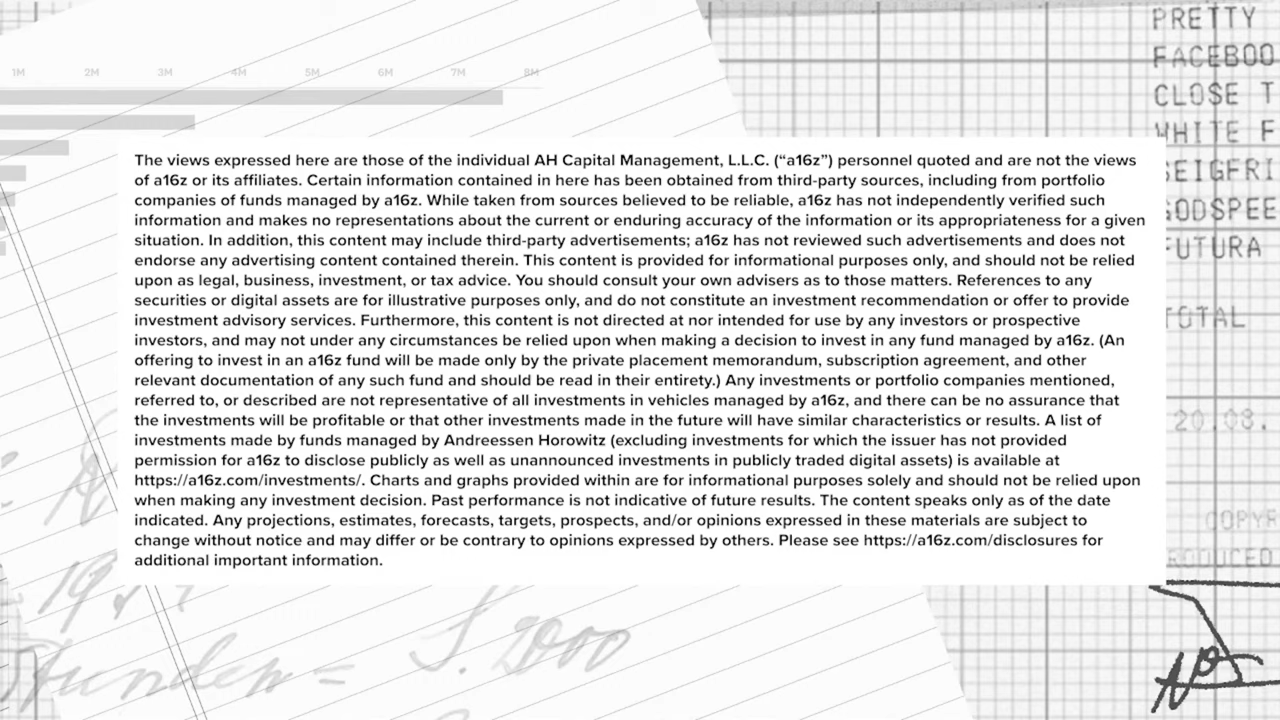 1M 2M 3M 4M 5M 6M 7M 8M
PRETTY
FACEBOO
CLOSE T
WHITE F
SEIGFRI
GODSPEE
FUTURA
TOTAL
The views expressed here are those of the individual AH Capital Management, L.L.C. (“a16z”) personnel quoted and are not the views
of a16z or its affiliates. Certain information contained in here has been obtained from third-party sources, including from portfolio
companies of funds managed by a16z. While taken from sources believed to be reliable, a16z has not independently verified such
information and makes no representations about the current or enduring accuracy of the information or its appropriateness for a given
situation. In addition, this content may include third-party advertisements; a16z has not reviewed such advertisements and does not
endorse any advertising content contained therein. This content is provided for informational purposes only, and should not be relied
upon as legal, business, investment, or tax advice. You should consult your own advisers as to those matters. References to any
securities or digital assets are for illustrative purposes only, and do not constitute an investment recommendation or offer to provide
investment advisory services. Furthermore, this content is not directed at nor intended for use by any investors or prospective
investors, and may not under any circumstances be relied upon when making a decision to invest in any fund managed by a16z. (An
offering to invest in an a16z fund will be made only by the private placement memorandum, subscription agreement, and other
relevant documentation of any such fund and should be read in their entirety.) Any investments or portfolio companies mentioned,
referred to, or described are not representative of all investments in vehicles managed by a16z, and there can be no assurance that
the investments will be profitable or that other investments made in the future will have similar characteristics or results. A list of
investments made by funds managed by Andreessen Horowitz (excluding investments for which the issuer has not provided
permission for a16z to disclose publicly as well as unannounced investments in publicly traded digital assets) is available at
https://a16z.com/investments/. Charts and graphs provided within are for informational purposes solely and should not be relied upon
when making any investment decision. Past performance is not indicative of future results. The content speaks only as of the date
indicated. Any projections, estimates, forecasts, targets, prospects, and/or opinions expressed in these materials are subject to
change without notice and may differ or be contrary to opinions expressed by others. Please see https://a16z.com/disclosures for
additional important information.
20.08.
COPYR
RODUCED